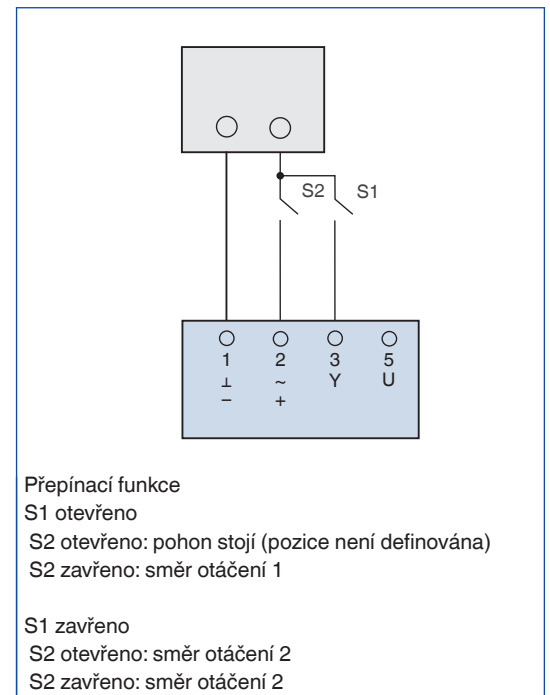 S2 S1
1 2 3 5
⊥ ~ Y U
– +
Přepínací funkce
S1 otevřeno
S2 otevřeno: pohon stojí (pozice není definována)
S2 zavřeno: směr otáčení 1
S1 zavřeno
S2 otevřeno: směr otáčení 2
S2 zavřeno: směr otáčení 2